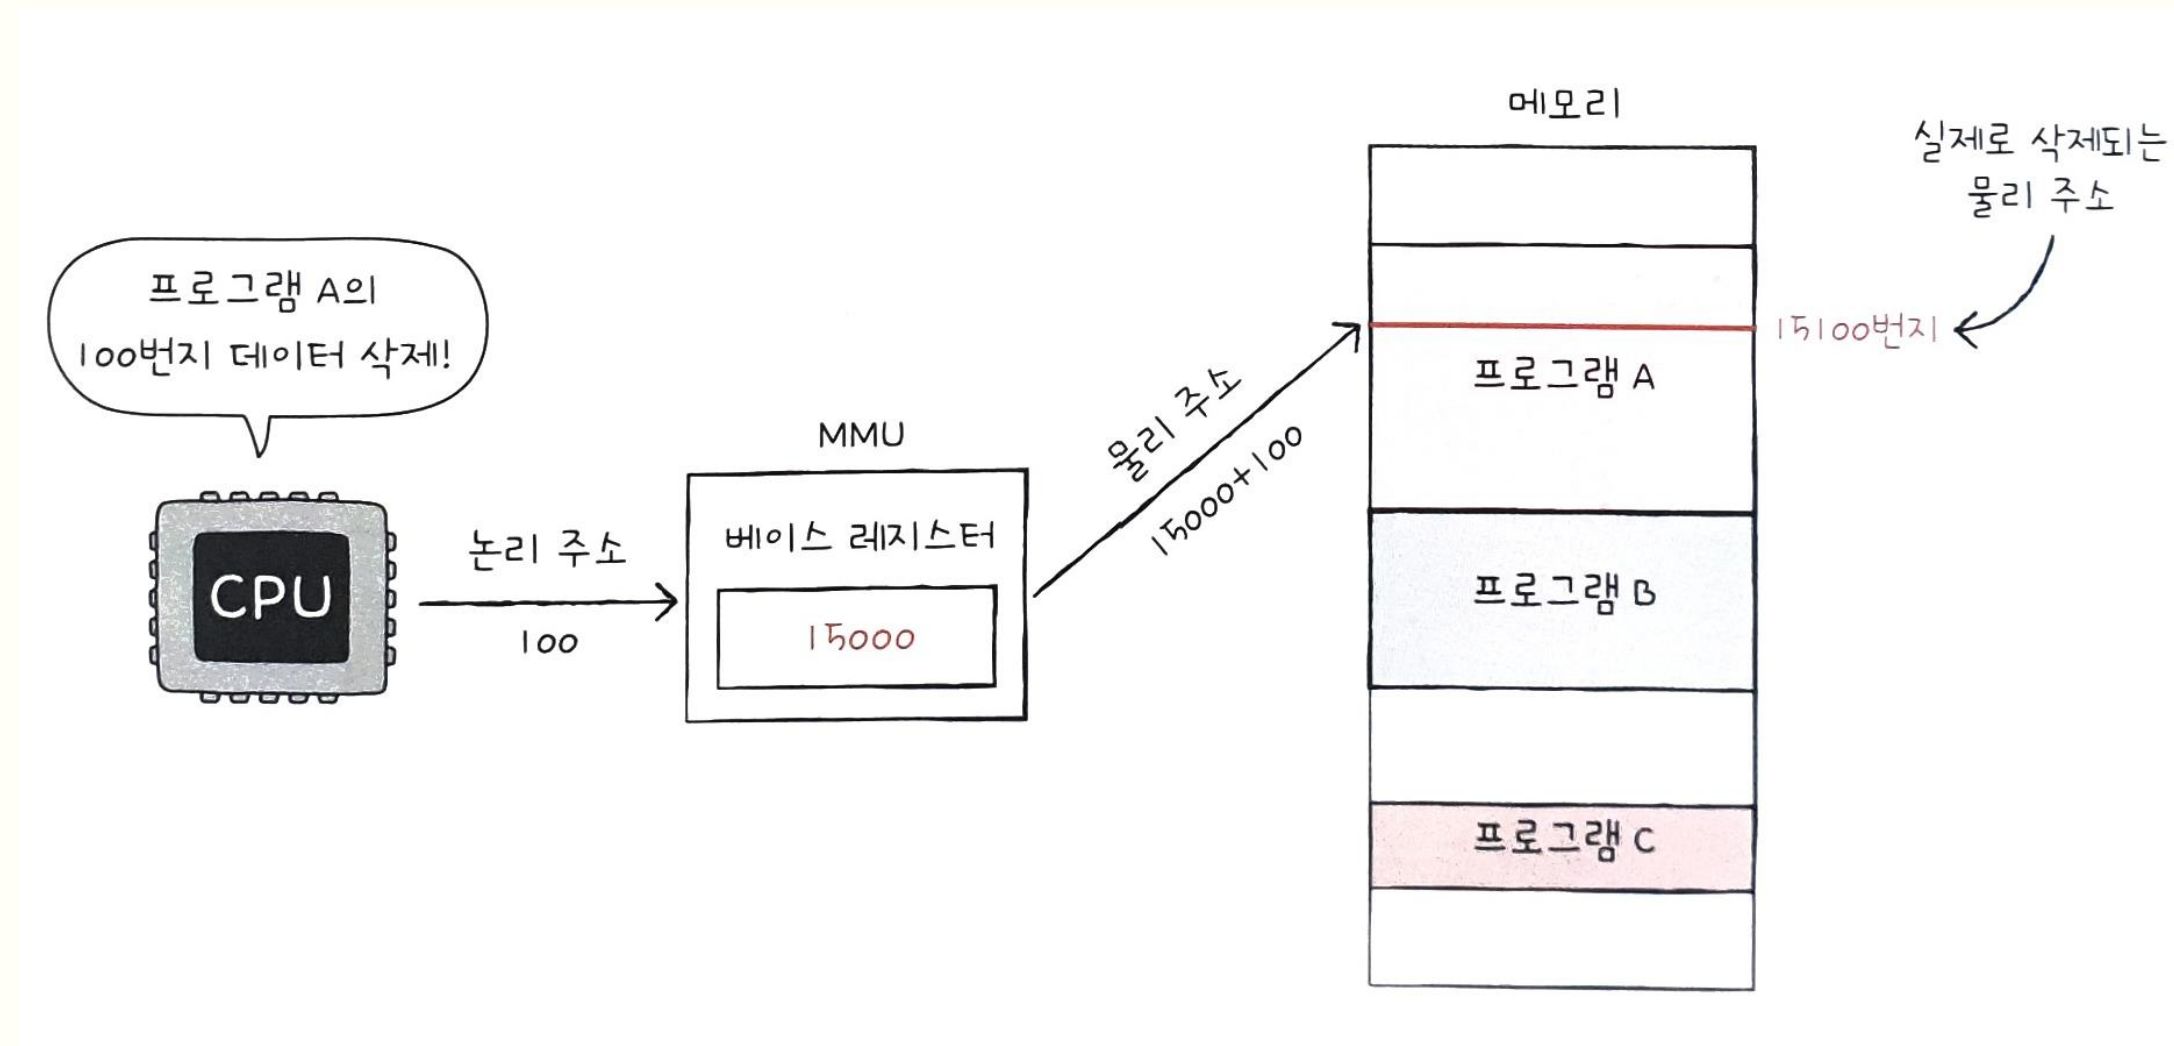 프로그램 A의
100번지 데이터 삭제!
CPU
논리 주소
100
MMU
베이스 레지스터
15000
물리 주소
15000+100
메모리
프로그램 A
프로그램 B
프로그램 C
15100번지
실제로 삭제되는
물리 주소